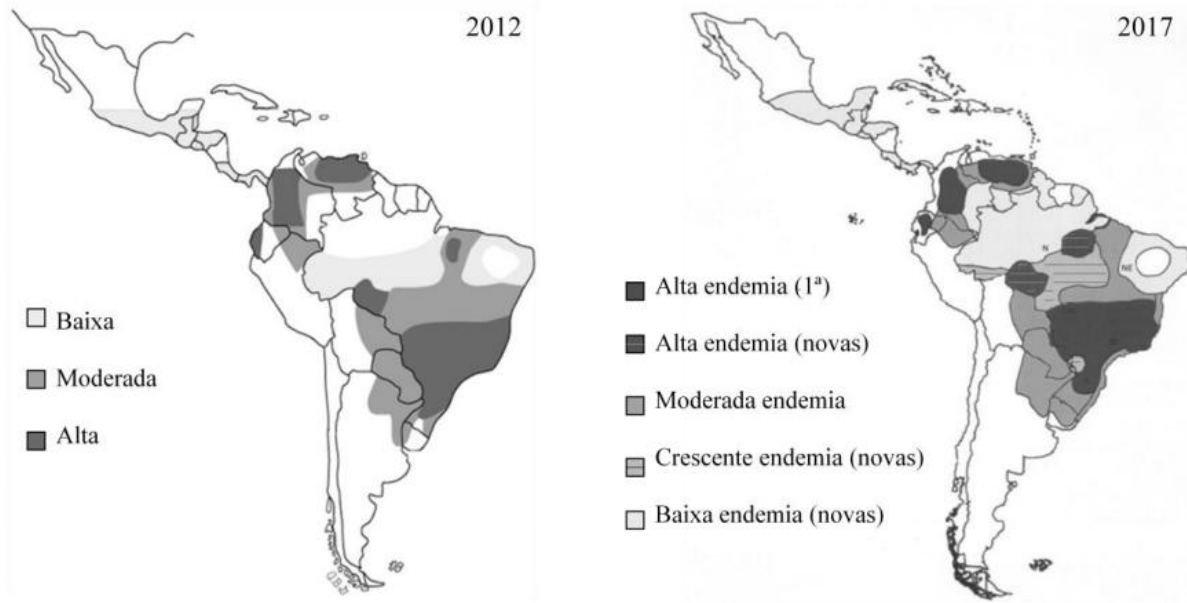 2012
Baixa
Moderada
Alta
2017
N
NE
Alta endemia (1ª)
Alta endemia (novas)
Moderada endemia
Crescente endemia (novas)
Baixa endemia (novas)